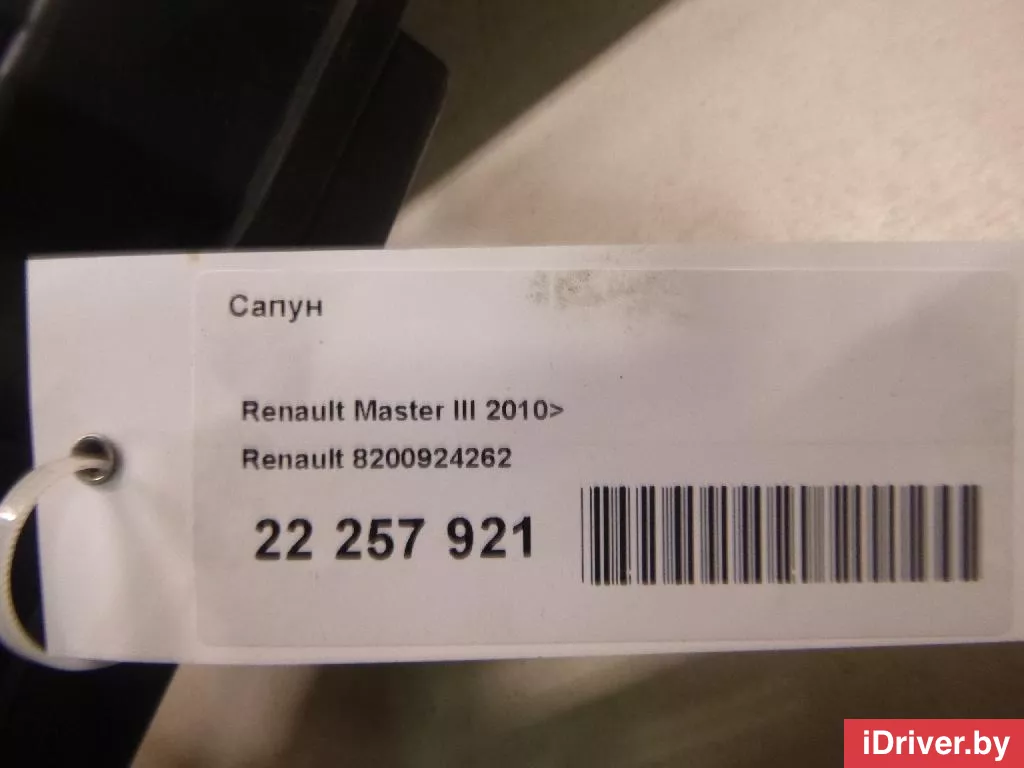 Сапун
Renault Master III 2010>
Renault 8200924262
22 257 921
iDriver.by